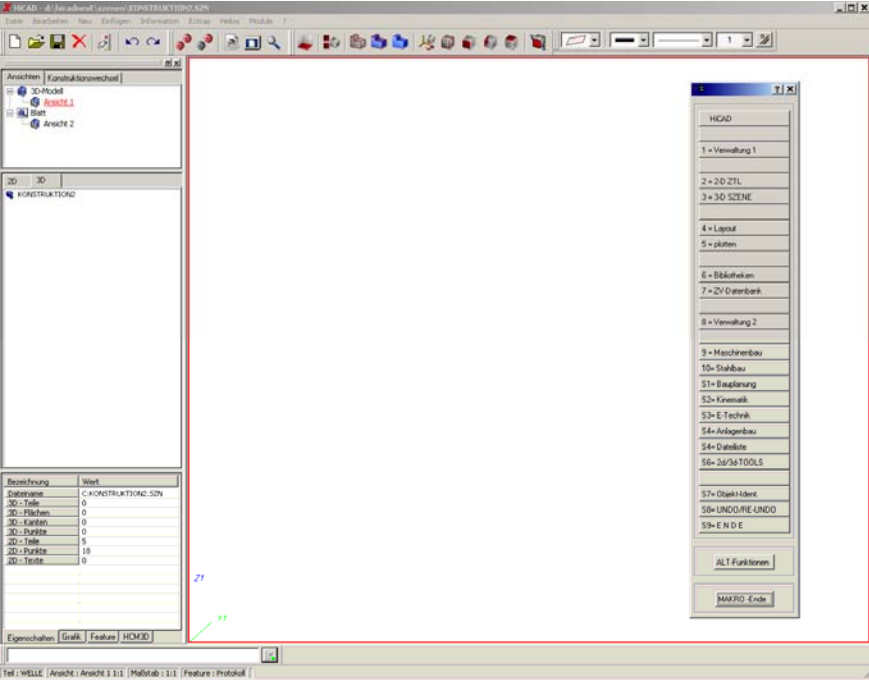 HiCAD - d:\hicadnext\szenen\KONSTRUKTION2.SZN
Datei Bearbeiten Neu Einfügen Information Extras Helios Module ?
1
Ansichten Konstruktionswechsel
3D-Modell
Ansicht 1
Blatt
Ansicht 2
2D 3D
KONSTRUKTION2
Bezeichnung Wert
Dateiname C:KONSTRUKTION2.SZN
3D - Teile 0
3D - Flächen 0
3D - Kanten 0
3D - Punkte 0
2D - Teile 5
2D - Punkte 18
2D - Texte 0
Eigenschaften Grafik Feature HCM3D
Z1
Y1
HiCAD
1 = Verwaltung 1
2 = 2-D ZTL
3 = 3-D SZENE
4 = Layout
5 = plotten
6 = Bibliotheken
7 = ZV-Datenbank
8 = Verwaltung 2
9 = Maschinenbau
10= Stahlbau
S1= Bauplanung
S2= Kinematik
S3= E-Technik
S4= Anlagenbau
S4= Dateiliste
S6= 2d/3d-TOOLS
S7= Objekt-Ident.
S8= UNDO/RE-UNDO
S9= E N D E
ALT-Funktionen
MAKRO -Ende
Teil : WELLE Ansicht : Ansicht 1 1:1 Maßstab : 1:1 Feature : Protokoll